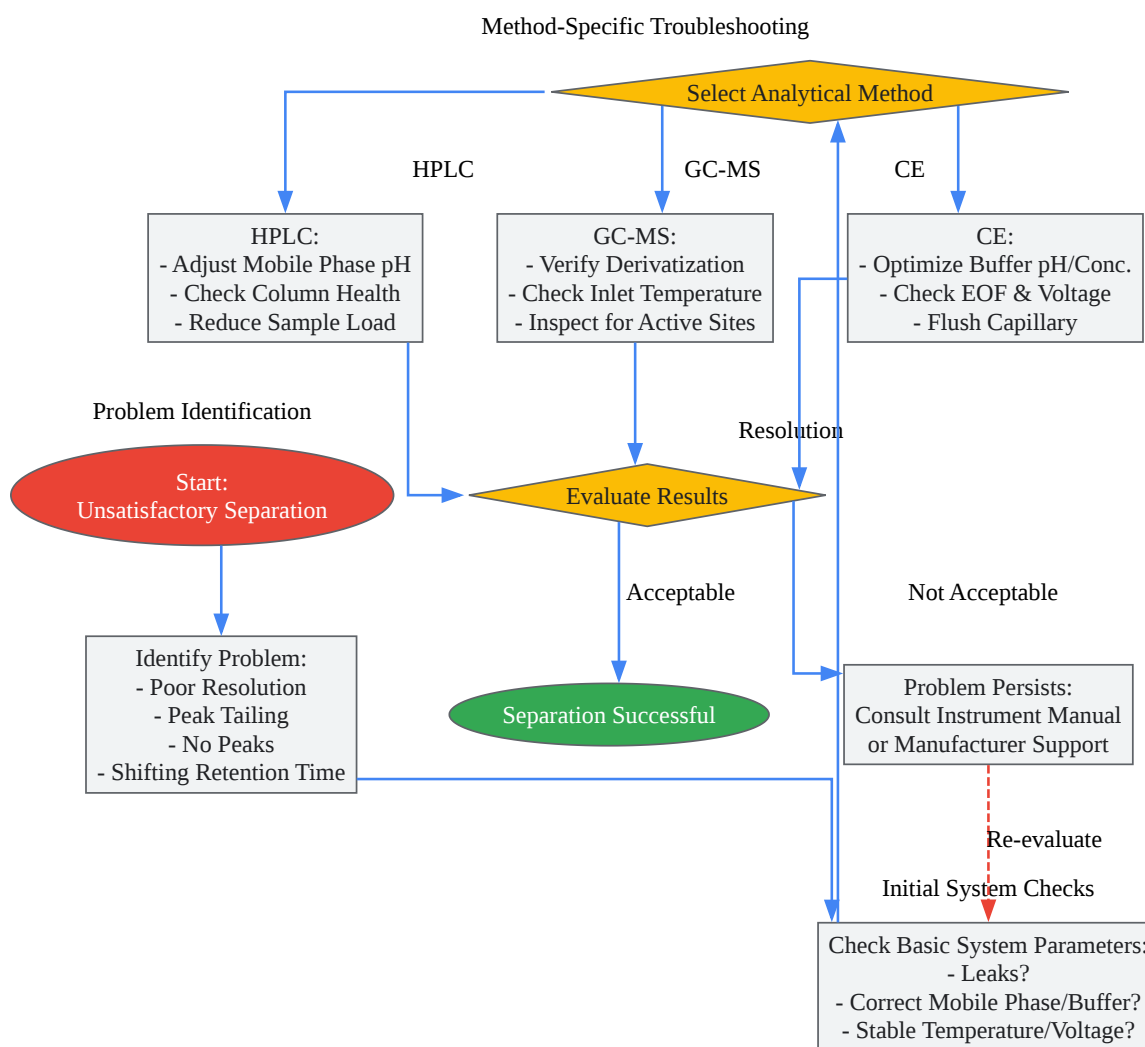 Method-Specific Troubleshooting
Select Analytical Method
HPLC
GC-MS
CE
HPLC:
- Adjust Mobile Phase pH
- Check Column Health
- Reduce Sample Load
GC-MS:
- Verify Derivatization
- Check Inlet Temperature
- Inspect for Active Sites
CE:
- Optimize Buffer pH/Conc.
- Check EOF & Voltage
- Flush Capillary
Problem Identification
Resolution
Start:
Unsatisfactory Separation
Evaluate Results
Acceptable
Not Acceptable
Identify Problem:
- Poor Resolution
- Peak Tailing
- No Peaks
- Shifting Retention Time
Separation Successful
Problem Persists:
Consult Instrument Manual
or Manufacturer Support
Re-evaluate
Initial System Checks
Check Basic System Parameters:
- Leaks?
- Correct Mobile Phase/Buffer?
- Stable Temperature/Voltage?